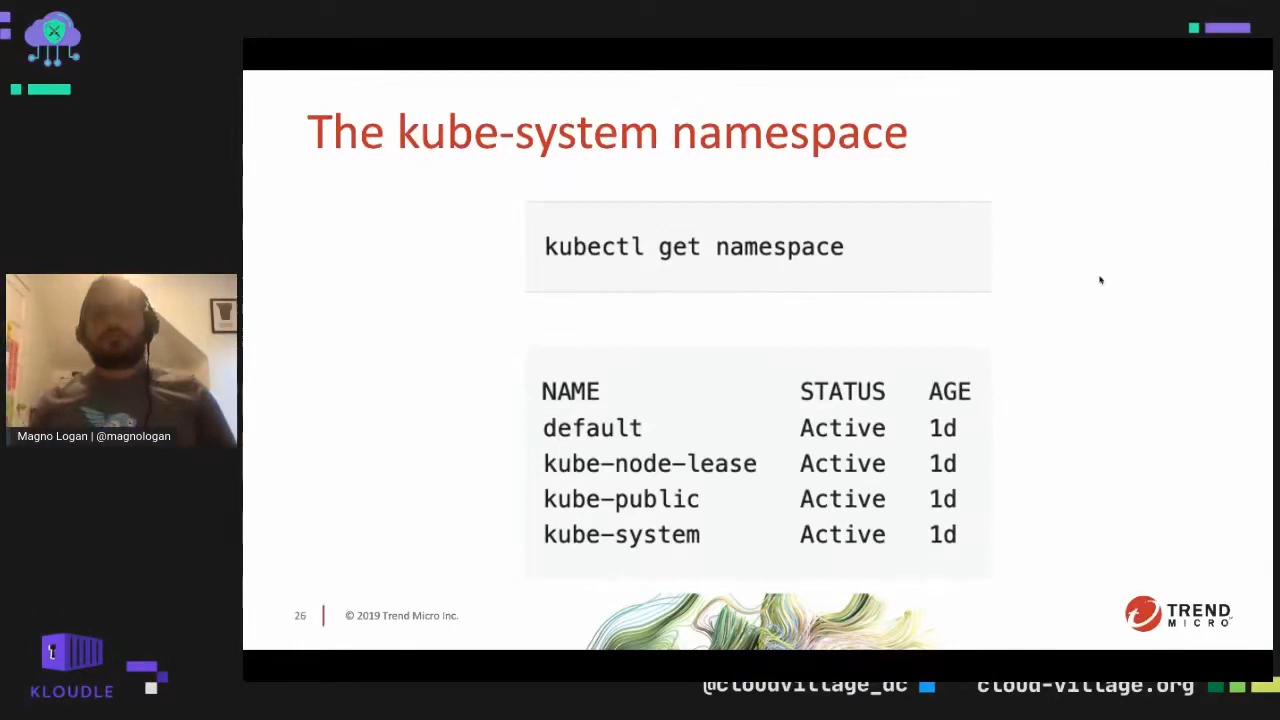 The kube-system namespace
kubectl get namespace
NAME STATUS AGE
default Active 1d
kube-node-lease Active 1d
kube-public Active 1d
kube-system Active 1d
Magno Logan | @magnologan
26 © 2019 Trend Micro Inc.
TREND
MICRO
KLOUDLE
@cloudvillage_dc cloud-village.org